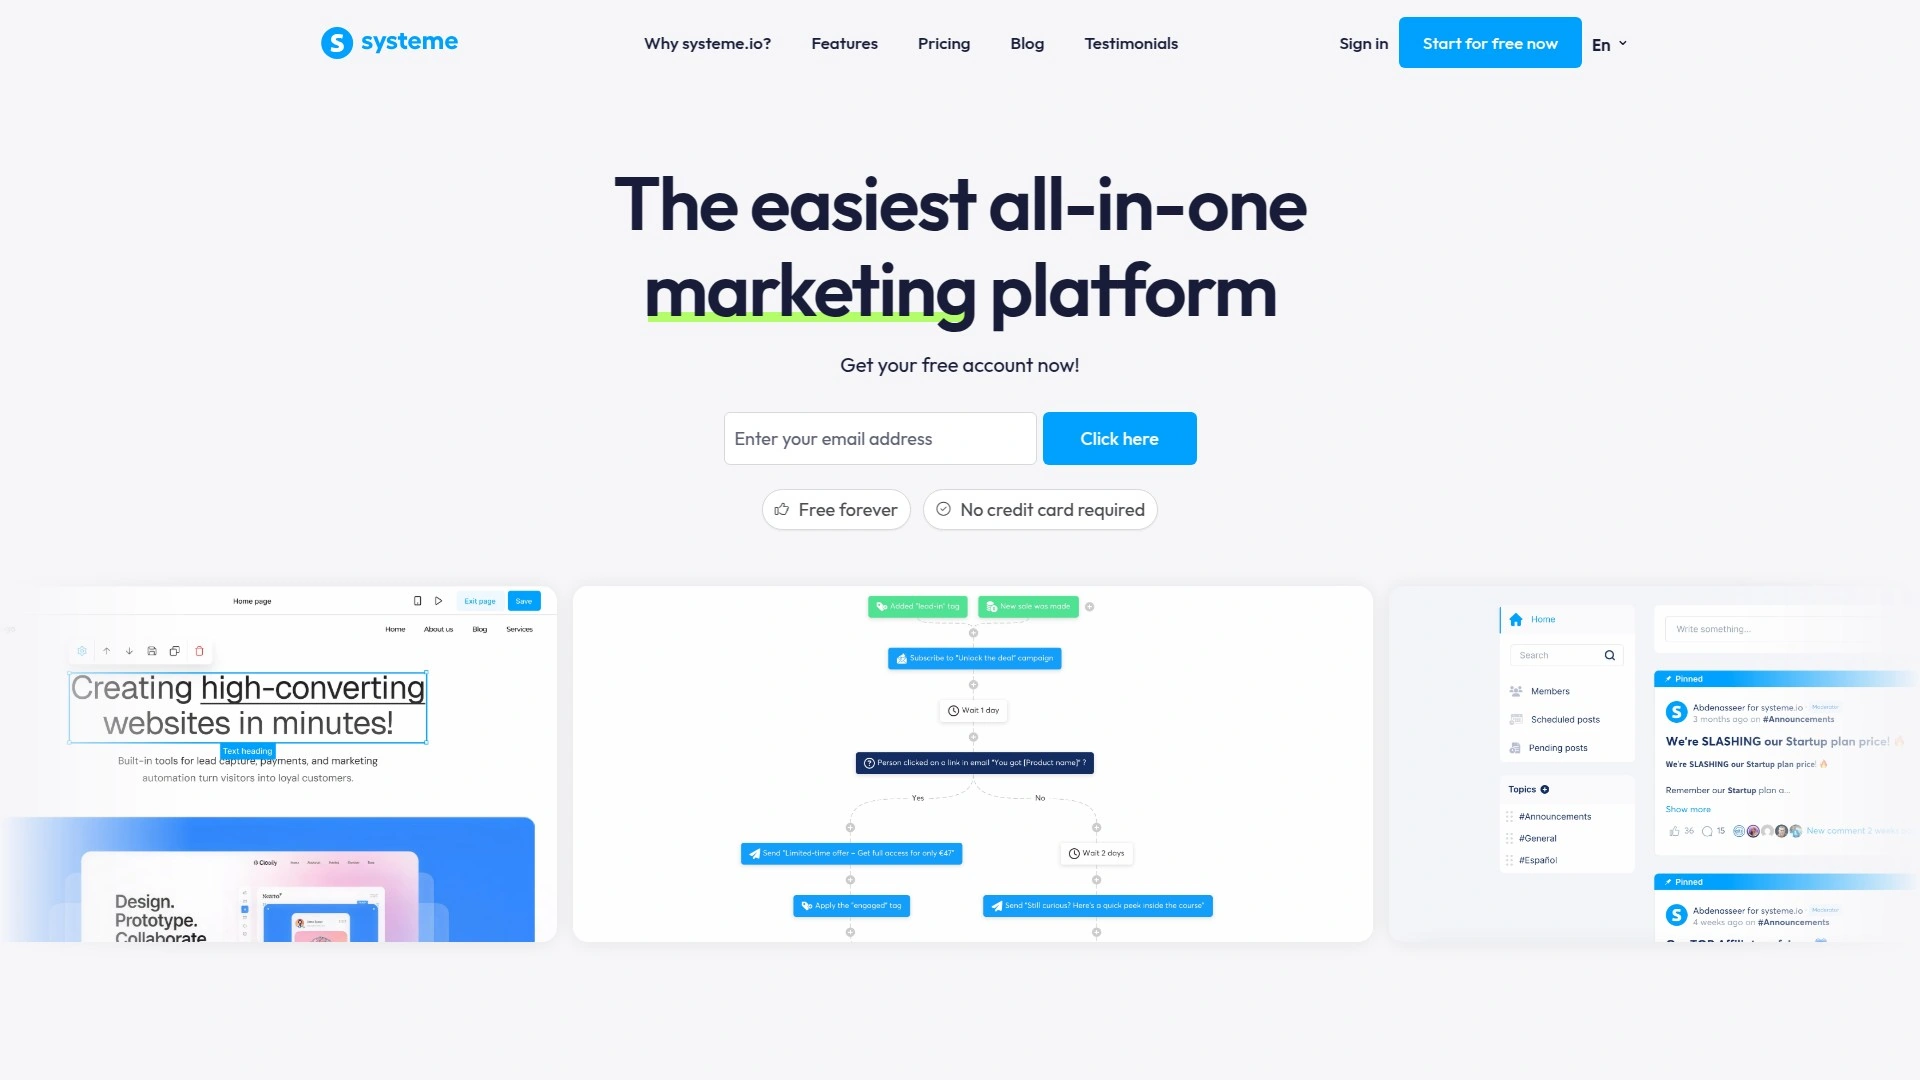 systeme
Why systeme.io?
Features
Pricing
Blog
Testimonials
Sign in
Start for free now
En
The easiest all-in-one
marketing platform
Get your free account now!
Enter your email address
Click here
Free forever
No credit card required
Home page
Exit page
Save
Home
About us
Blog
Services
Creating high-converting
websites in minutes!
Text heading
Built-in tools for lead capture, payments, and marketing
automation turn visitors into loyal customers.
Design.
Prototype.
Collaborate
Added "lead-in" tag
New sale was made
Subscribe to "Unlock the deal" campaign
Wait 1 day
Person clicked on a link in email "You got [Product name]" ?
Yes
No
Send "Limited-time offer – Get full access for only €47"
Wait 2 days
Apply the "engaged" tag
Send "Still curious? Here's a quick peek inside the course"
Home
Search
Members
Scheduled posts
Pending posts
Topics
#Announcements
#General
#Español
Write something...
Pinned
Abdenasseer for systeme.io Moderator
3 months ago on #Announcements
We're SLASHING our Startup plan price!
We're SLASHING our Startup plan price!
Remember our Startup plan a...
Show more
36
15
New comment 2
Pinned
Abdenasseer for systeme.io Moderator
4 weeks ago on #Announcements